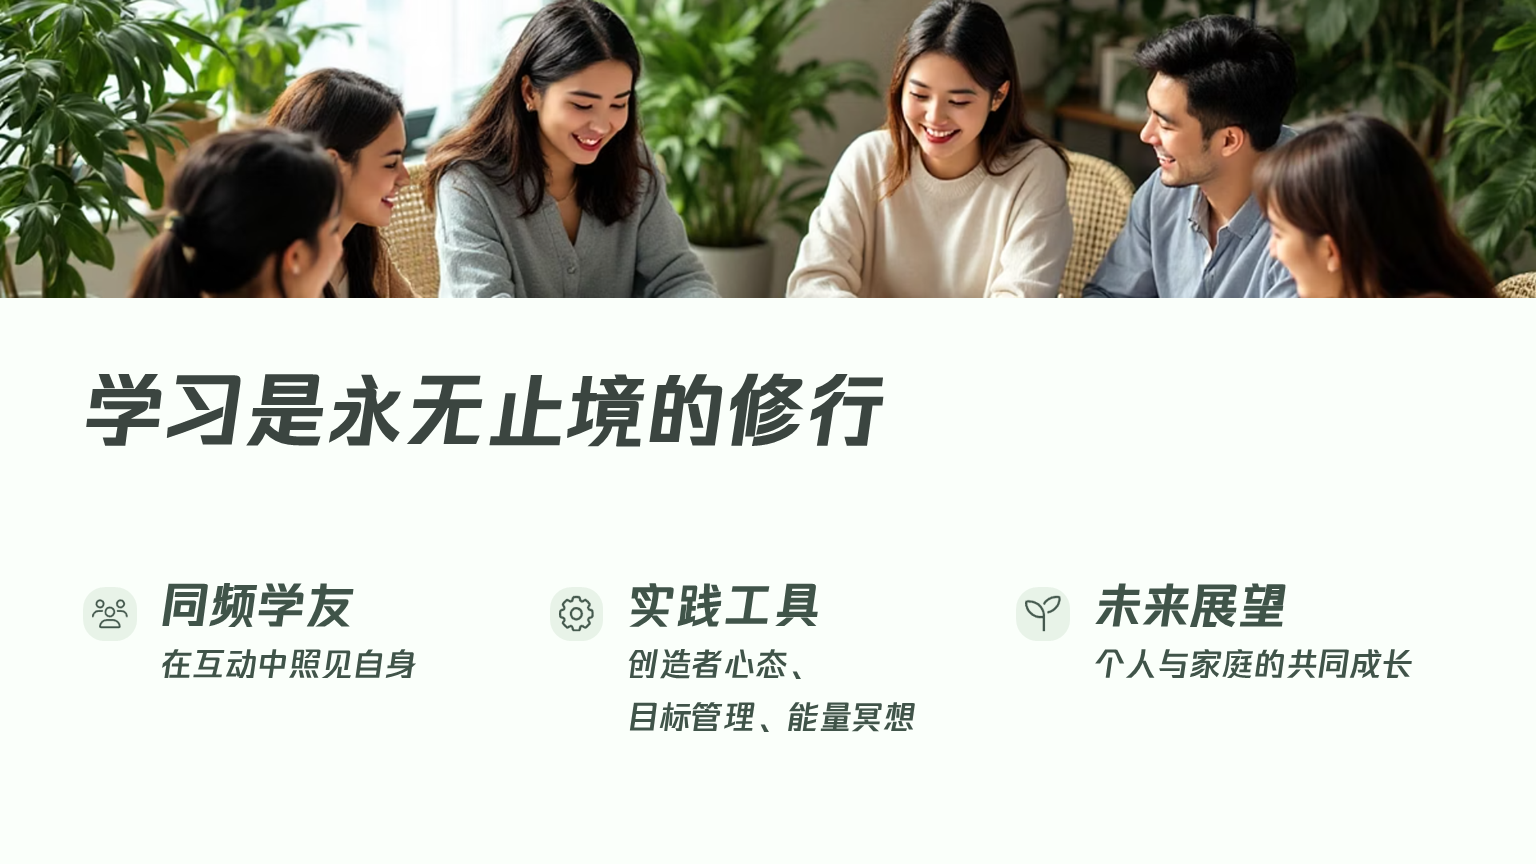 学习是永无止境的修行
同频学友
在互动中照见自身
实践工具
创造者心态、
目标管理、能量冥想
未来展望
个人与家庭的共同成长